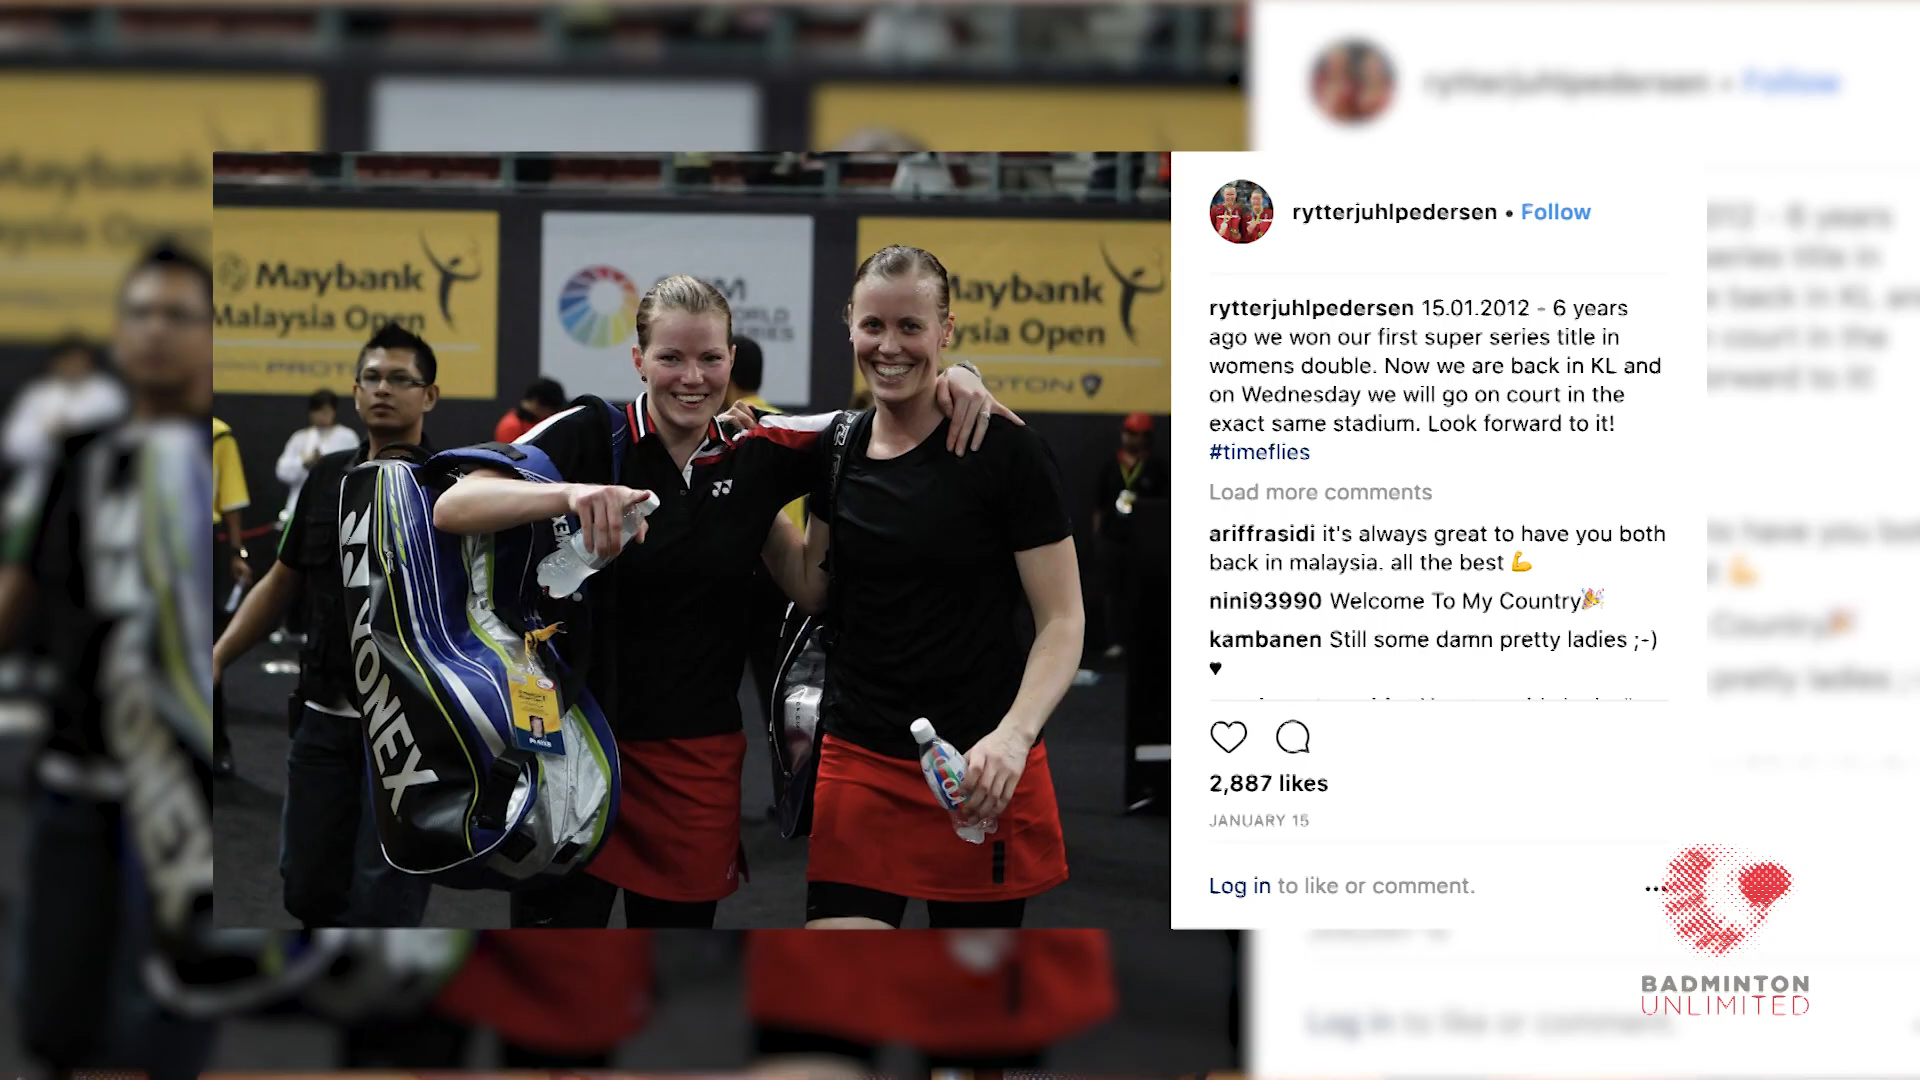 Maybank
Malaysia Open
PROTON
WORLD
SERIES
Maybank
Malaysia Open
PROTON
YONEX
rytterjuhlpedersen • Follow
rytterjuhlpedersen 15.01.2012 - 6 years
ago we won our first super series title in
womens double. Now we are back in KL and
on Wednesday we will go on court in the
exact same stadium. Look forward to it!
#timeflies
Load more comments
ariffrasidi it's always great to have you both
back in malaysia. all the best 💪
nini93990 Welcome To My Country🎉
kambanen Still some damn pretty ladies ;-)
♥
2,887 likes
JANUARY 15
Log in to like or comment.
...
BADMINTON
UNLIMITED